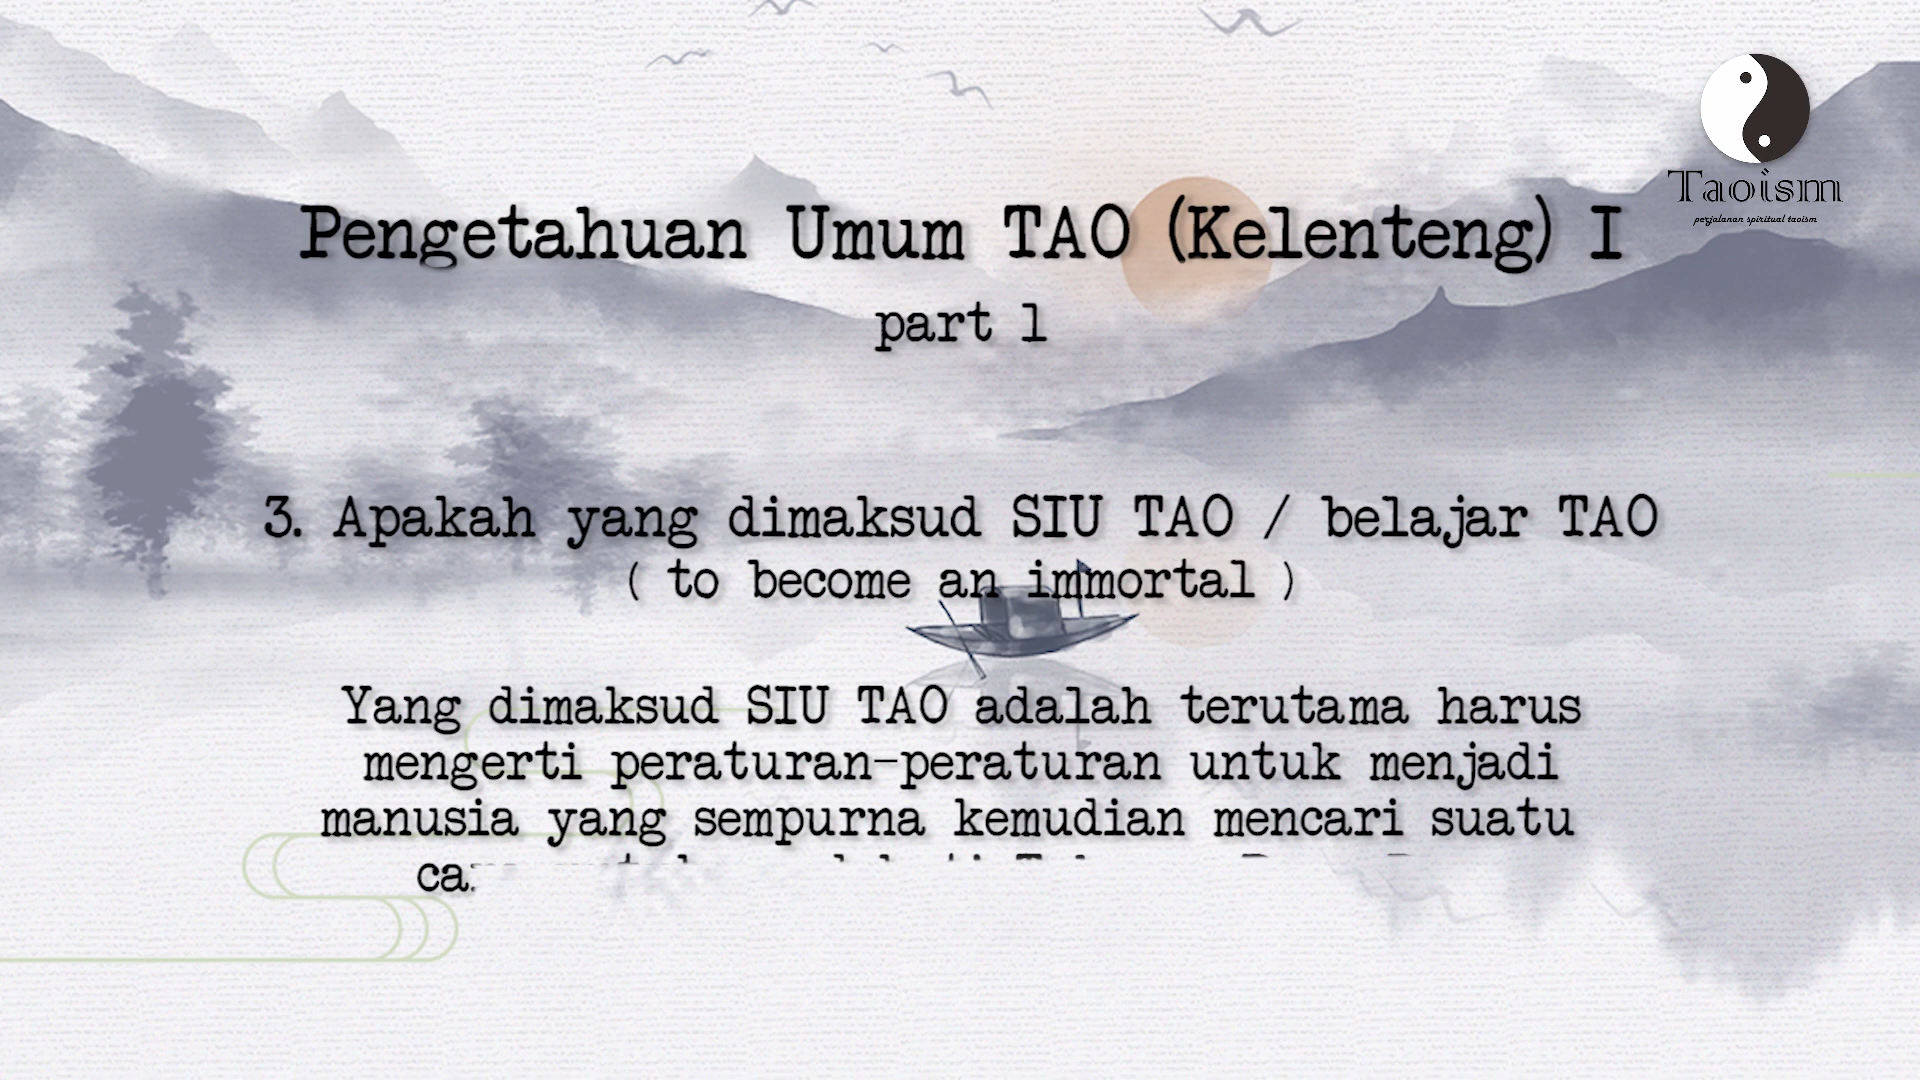 Taoism
perjalanan spiritual taoism
Pengetahuan Umum TAO (Kelenteng) I
part 1
3. Apakah yang dimaksud SIU TAO / belajar TAO
( to become an immortal )
Yang dimaksud SIU TAO adalah terutama harus
mengerti peraturan-peraturan untuk menjadi
manusia yang sempurna kemudian mencari suatu